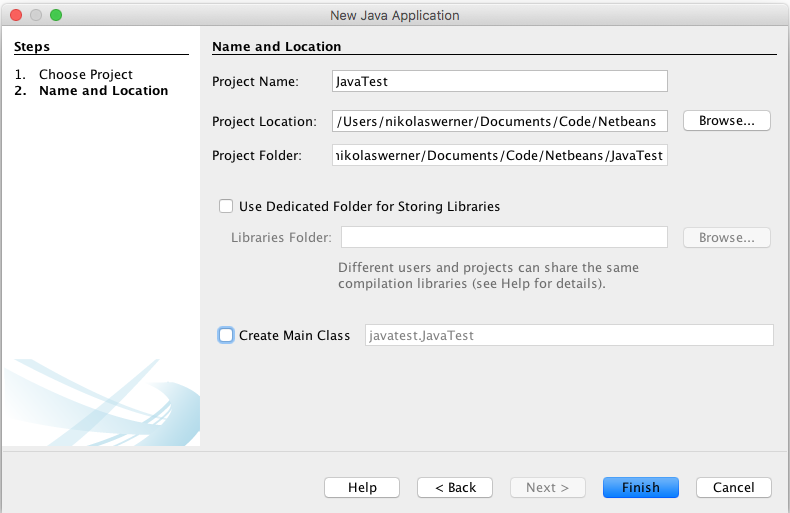 New Java Application
Steps
1. Choose Project
2. Name and Location
Name and Location
Project Name: JavaTest
Project Location: /Users/nikolaswerner/Documents/Code/Netbeans Browse...
Project Folder: nikolaswerner/Documents/Code/Netbeans/JavaTest
Use Dedicated Folder for Storing Libraries
Libraries Folder: Browse...
Different users and projects can share the same
compilation libraries (see Help for details).
Create Main Class javatest.JavaTest
Help < Back Next > Finish Cancel